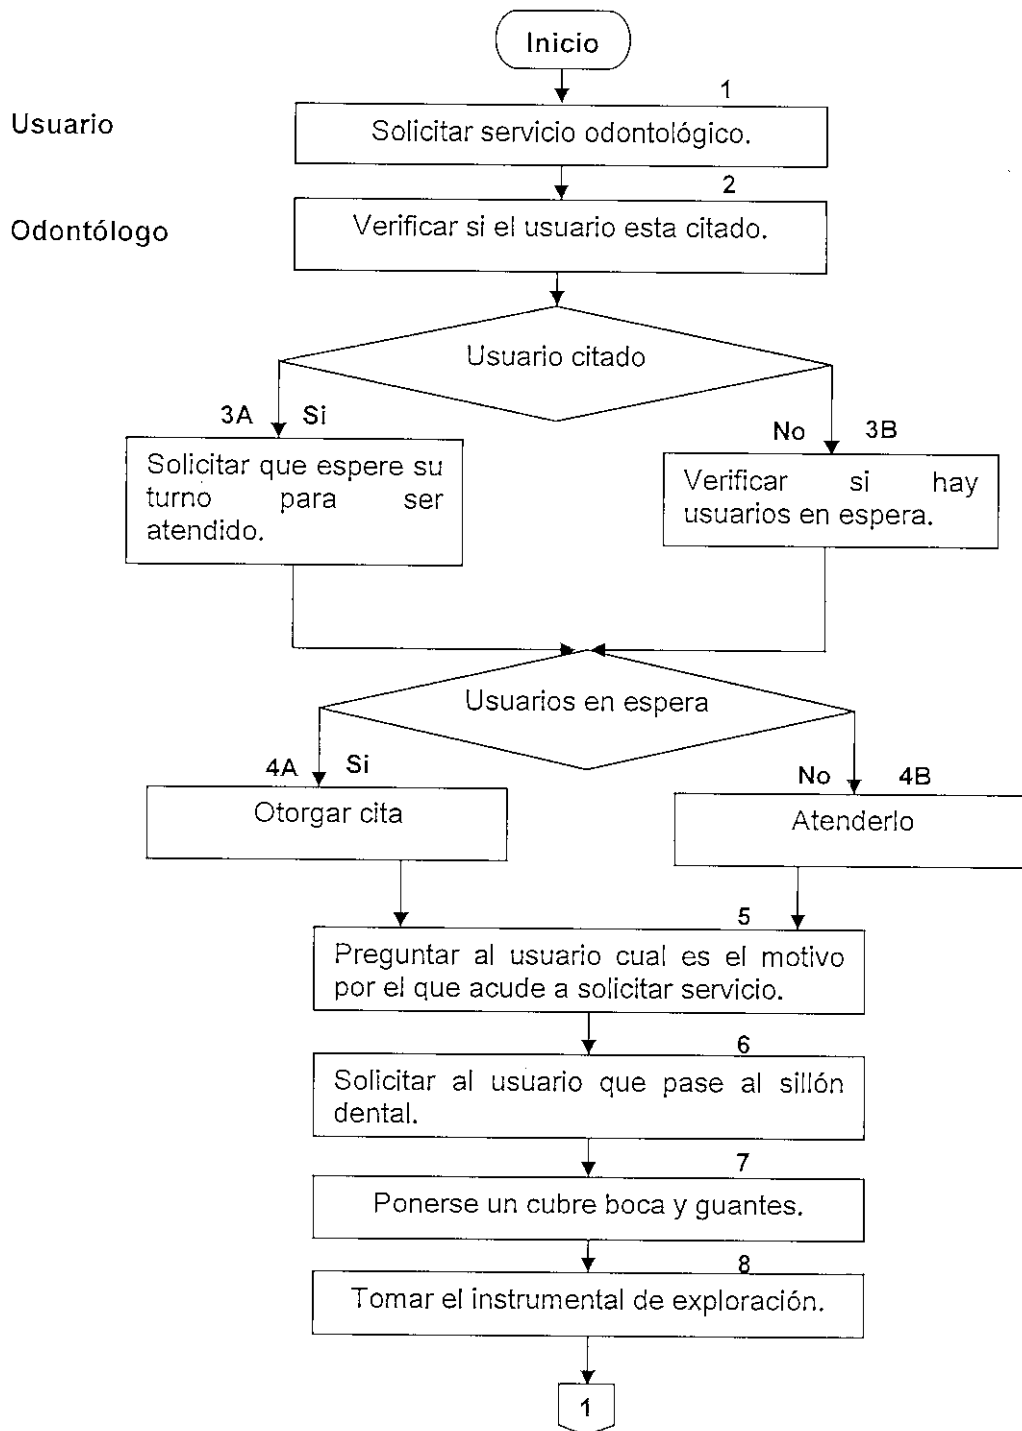 Inicio
1
Usuario
Solicitar servicio odontológico.
2
Odontólogo
Verificar si el usuario esta citado.
Usuario citado
3A Si
No 3B
Solicitar que espere su
turno para ser
atendido.
Verificar si hay
usuarios en espera.
Usuarios en espera
4A Si
No 4B
Otorgar cita
Atenderlo
5
Preguntar al usuario cual es el motivo
por el que acude a solicitar servicio.
6
Solicitar al usuario que pase al sillón
dental.
7
Ponerse un cubre boca y guantes.
8
Tomar el instrumental de exploración.
1